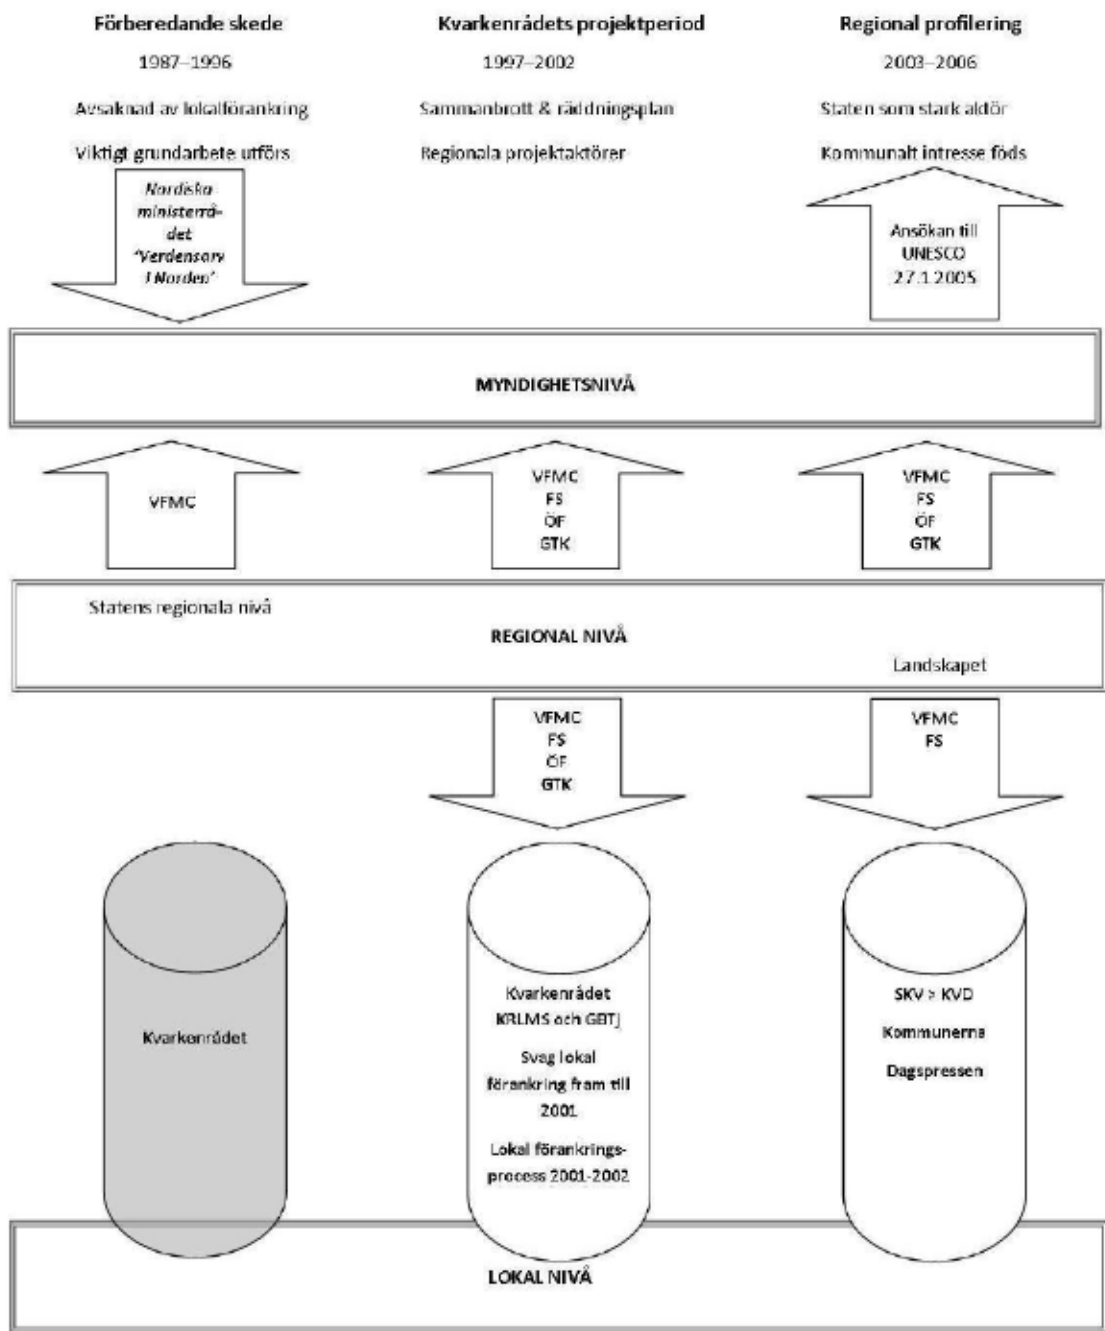 Förberedande skede
Kvarkenrådets projektperiod
Regional profilering
1987–1996
1997–2002
2003–2006
Avsaknad av lokalförankring
Sammanbrott & räddningsplan
Staten som stark aktör
Viktigt grundarbete utförs
Regionala projektaktörer
Kommunalt intresse föds
Nordiska
ministerrå-
det
"Verdensarv
i Norden"
Ansökan till
UNESCO
27.1.2005
MYNDIGHETSNIVÅ
VFMC
VFMC
FS
ÖF
GTK
VFMC
FS
ÖF
GTK
Statens regionala nivå
REGIONAL NIVÅ
Landskapet
VFMC
FS
ÖF
GTK
VFMC
FS
Kvarkenrådet
Kvarkenrådet
KRLMS och GBTJ
Svag lokal
förankring fram till
2001
Lokal förankrings-
process 2001-2002
SKV > KVD
Kommunerna
Dagspressen
LOKAL NIVÅ